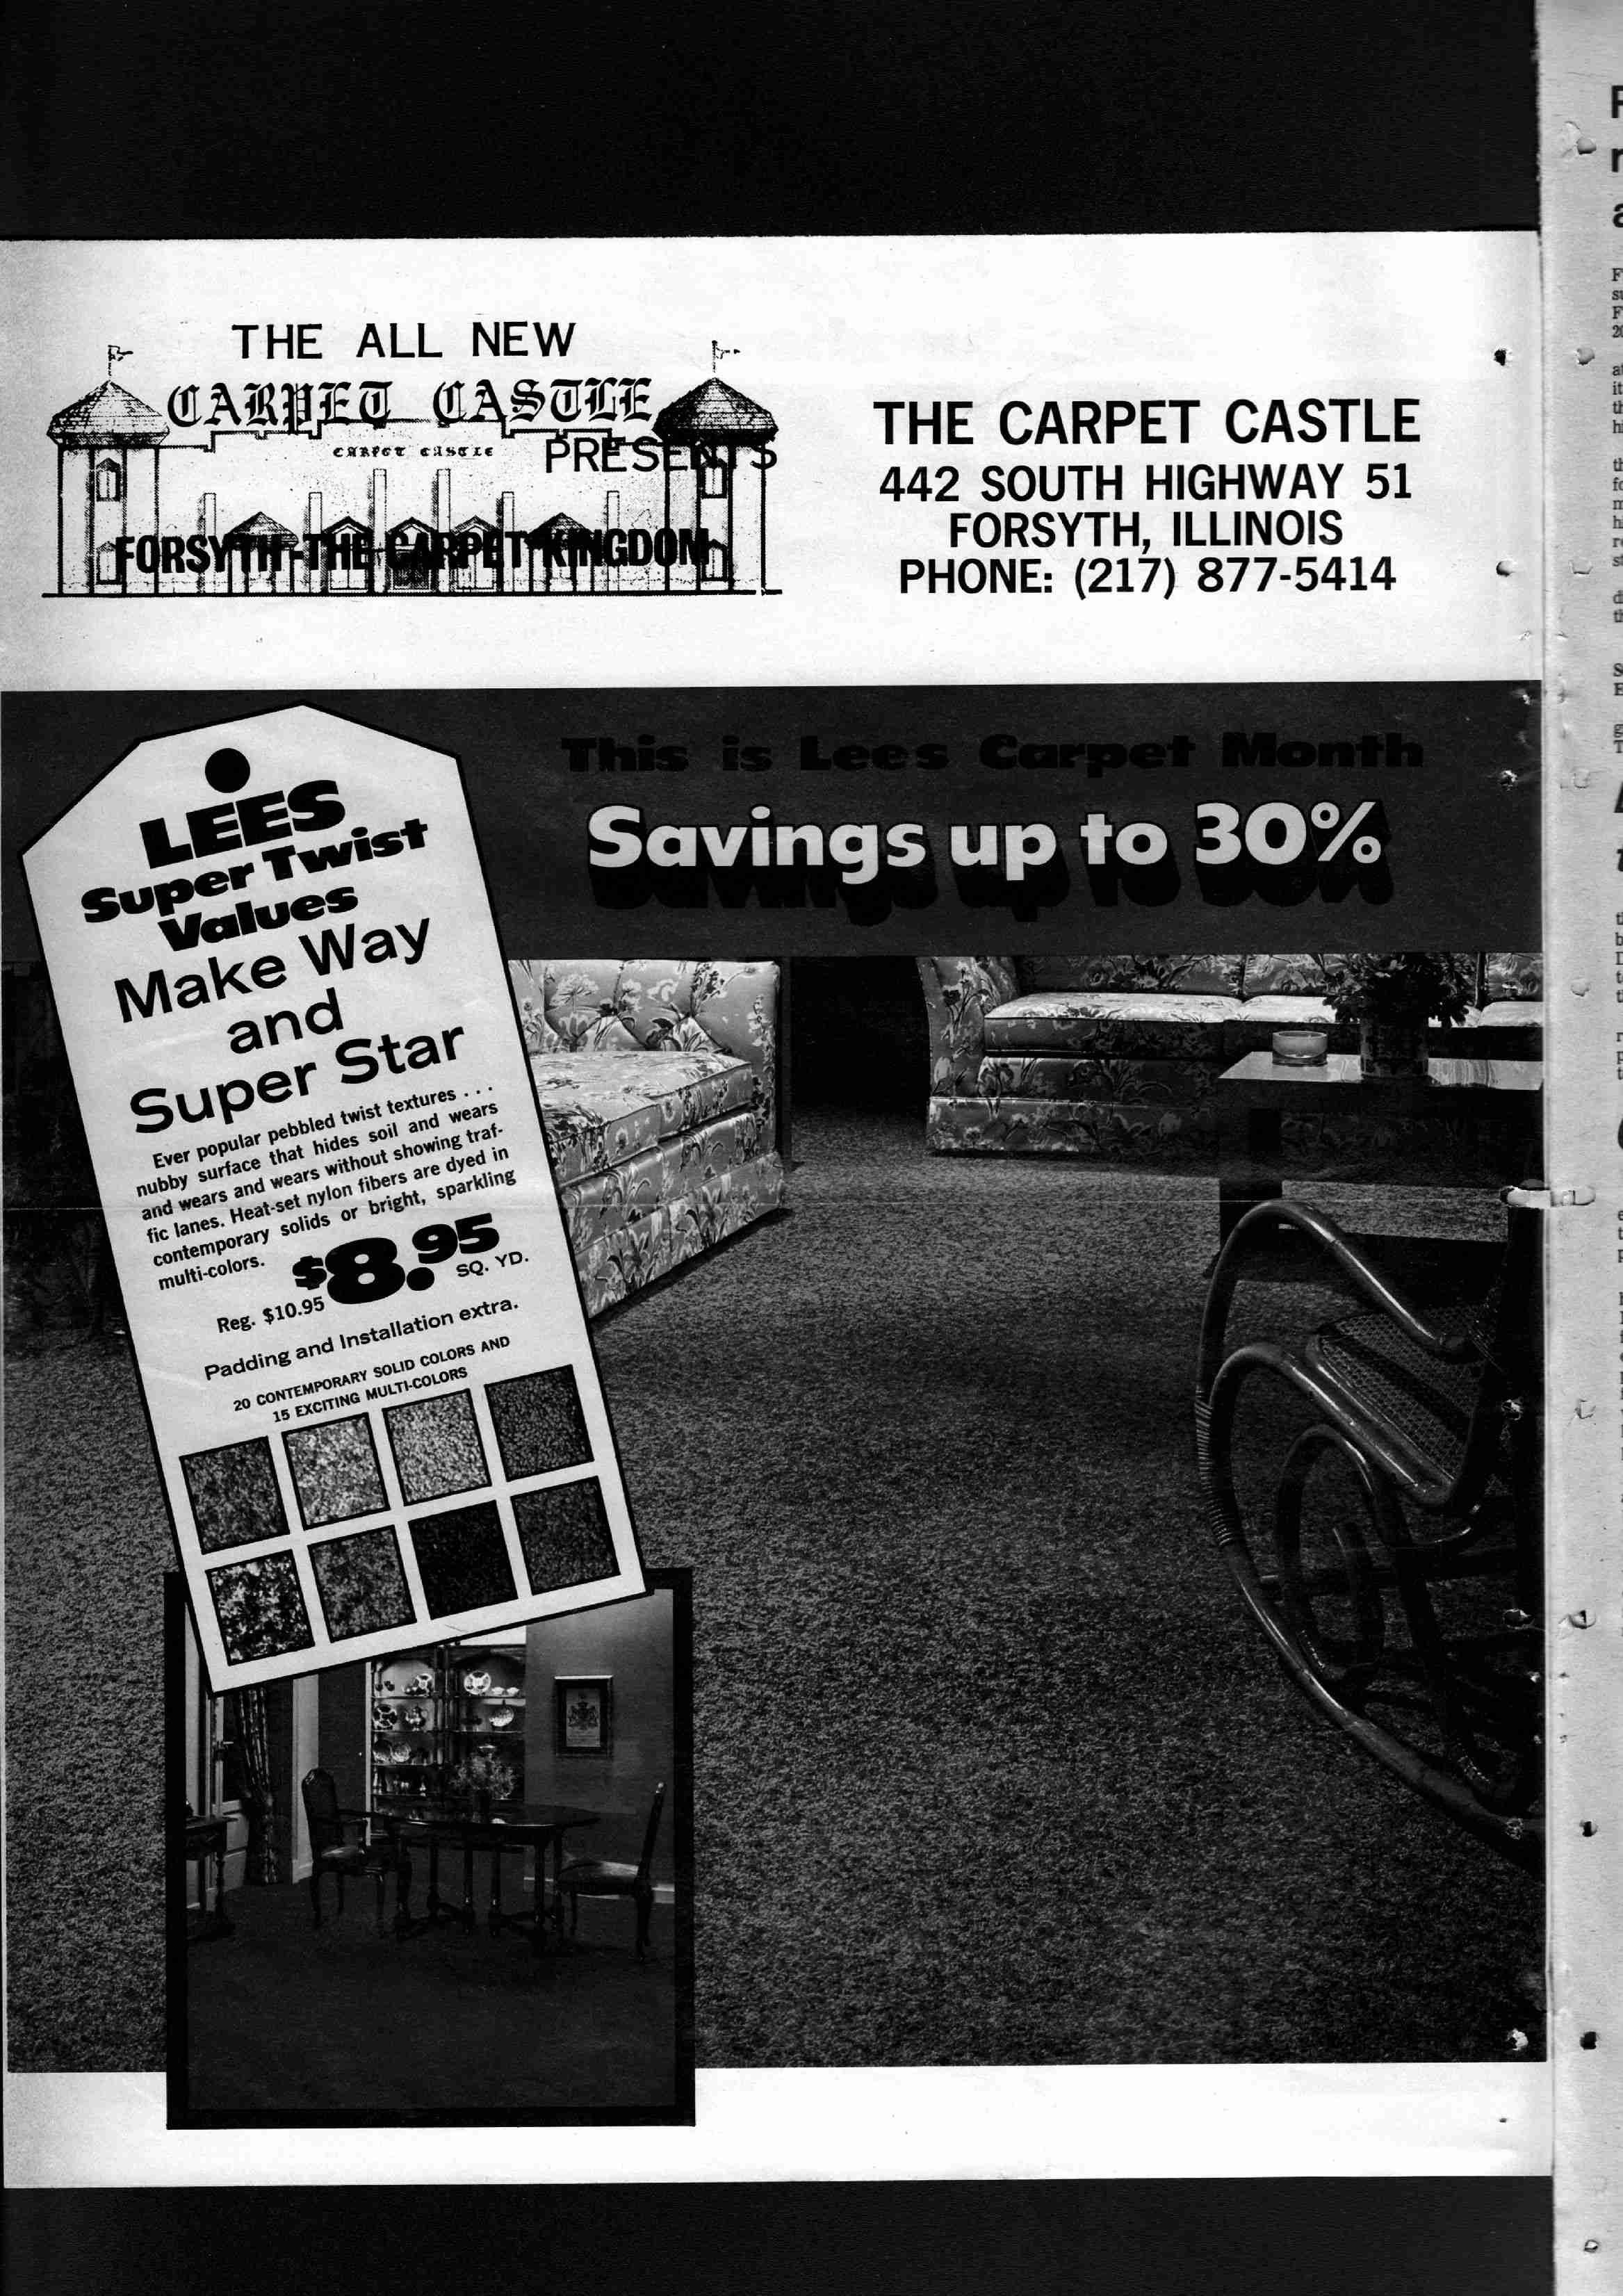 THE ALL NEW
CARPET CASTLE
CARPET CASTLE
PRESENTS
FORSYTH-THE CARPET KINGDOM
THE CARPET CASTLE
442 SOUTH HIGHWAY 51
FORSYTH, ILLINOIS
PHONE: (217) 877-5414
This is Lees Carpet Month
Savings up to 30%
LEES
Super Twist
Values
Make Way
and
Super Star
Ever popular pebbled twist textures . . .
nubby surface that hides soil and wears
and wears and wears without showing traf-
fic lanes. Heat-set nylon fibers are dyed in
contemporary solids or bright, sparkling
multi-colors.
$8.95
SQ. YD.
Reg. $10.95
Padding and Installation extra.
20 CONTEMPORARY SOLID COLORS AND
15 EXCITING MULTI-COLORS